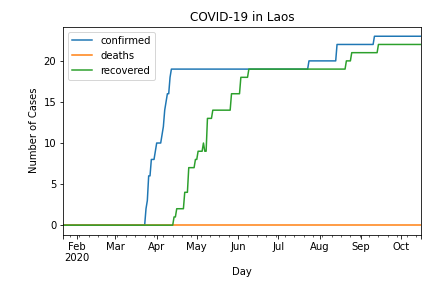 COVID-19 in Laos
confirmed
deaths
recovered
Number of Cases
20
15
10
5
0
Feb Mar Apr May Jun Jul Aug Sep Oct
2020
Day